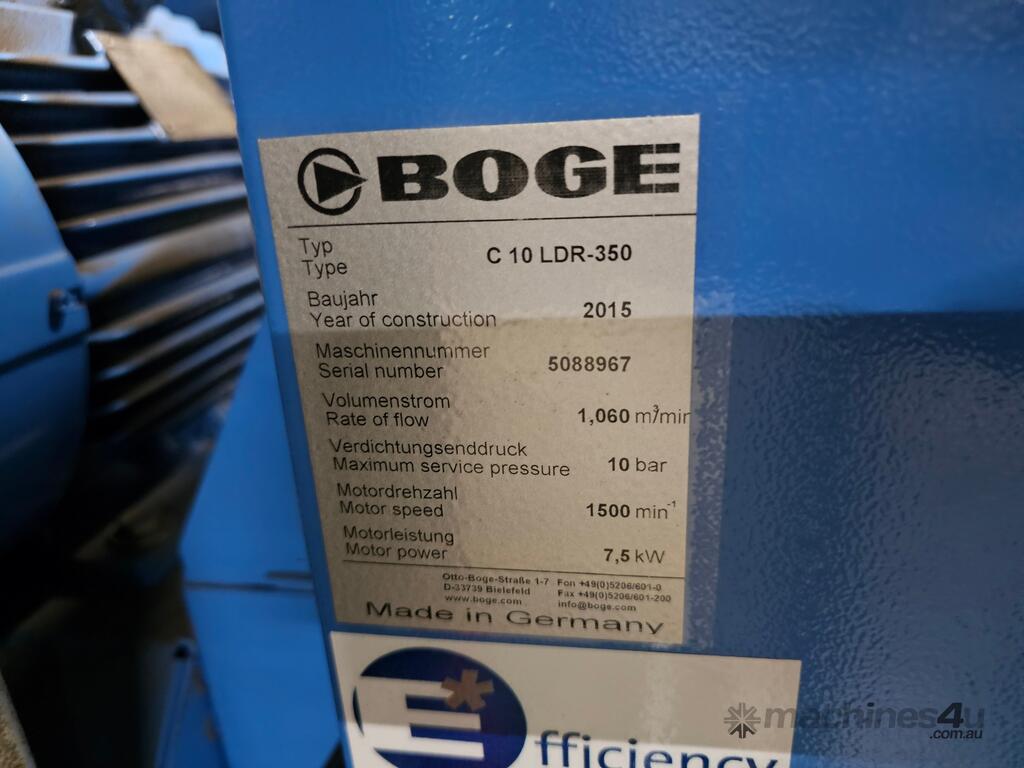 BOGE
Typ
Type
C 10 LDR-350
Baujahr
Year of construction
2015
Maschinennummer
Serial number
5088967
Volumenstrom
Rate of flow
1,060 m³/min
Verdichtungsenddruck
Maximum service pressure
10 bar
Motordrehzahl
Motor speed
1500 min⁻¹
Motorleistung
Motor power
7,5 kW
Otto-Boge-Straße 1-7 Fon +49(0)5206/601-0
D-33739 Bielefeld Fax +49(0)5206/601-200
www.boge.com info@boge.com
Made in Germany
E*fficiency
machines4u
.com.au